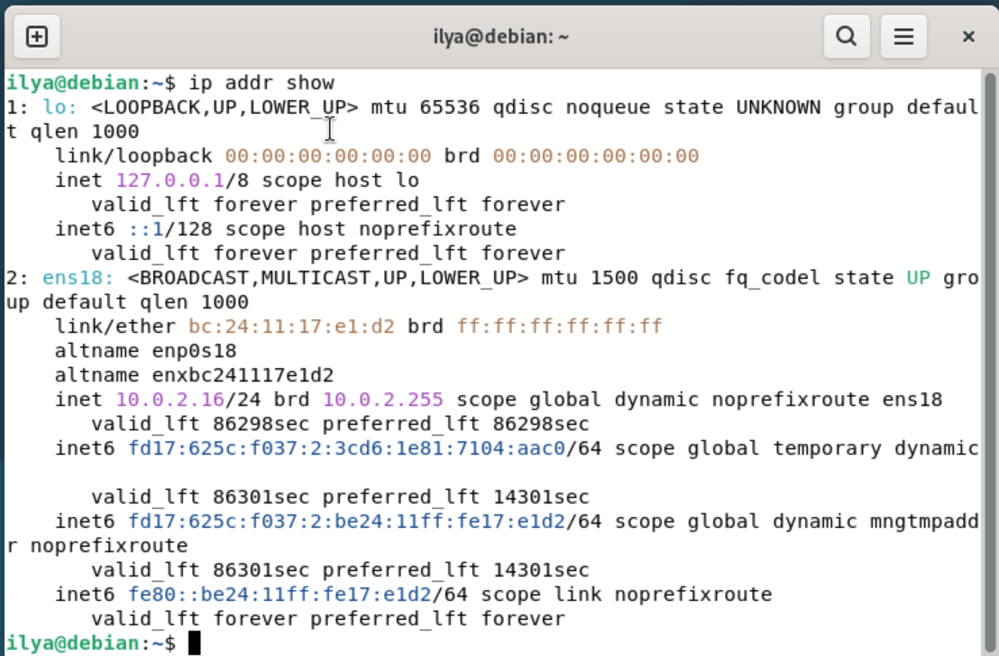 ilya@debian: ~
ilya@debian:~$ ip addr show
1: lo: <LOOPBACK,UP,LOWER_UP> mtu 65536 qdisc noqueue state UNKNOWN group defaul
t qlen 1000
    link/loopback 00:00:00:00:00:00 brd 00:00:00:00:00:00
    inet 127.0.0.1/8 scope host lo
       valid_lft forever preferred_lft forever
    inet6 ::1/128 scope host noprefixroute
       valid_lft forever preferred_lft forever
2: ens18: <BROADCAST,MULTICAST,UP,LOWER_UP> mtu 1500 qdisc fq_codel state UP gro
up default qlen 1000
    link/ether bc:24:11:17:e1:d2 brd ff:ff:ff:ff:ff:ff
    altname enp0s18
    altname enxbc241117e1d2
    inet 10.0.2.16/24 brd 10.0.2.255 scope global dynamic noprefixroute ens18
       valid_lft 86298sec preferred_lft 86298sec
    inet6 fd17:625c:f037:2:3cd6:1e81:7104:aac0/64 scope global temporary dynamic
       valid_lft 86301sec preferred_lft 14301sec
    inet6 fd17:625c:f037:2:be24:11ff:fe17:e1d2/64 scope global dynamic mngtmpadd
r noprefixroute
       valid_lft 86301sec preferred_lft 14301sec
    inet6 fe80::be24:11ff:fe17:e1d2/64 scope link noprefixroute
       valid_lft forever preferred_lft forever
ilya@debian:~$